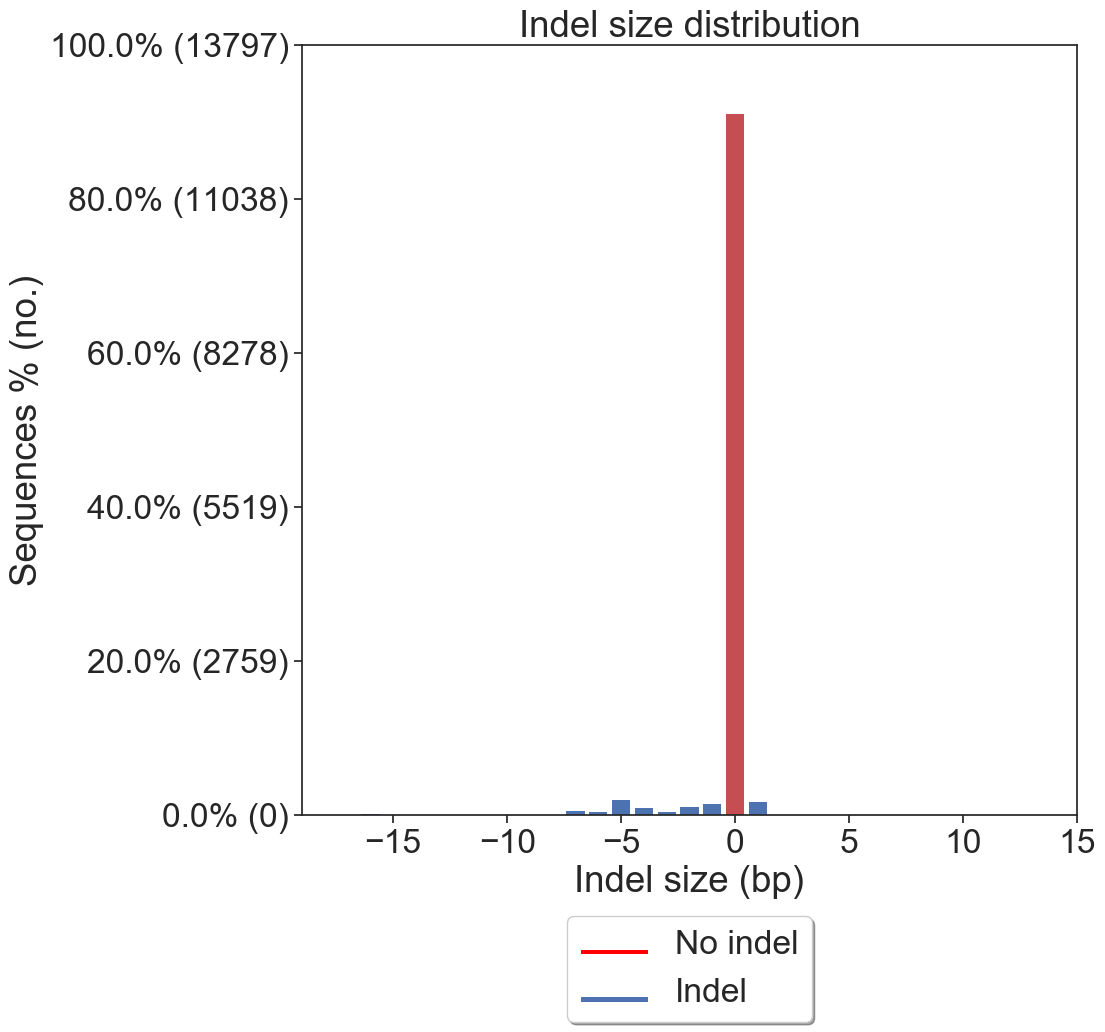 Indel size distribution
100.0% (13797)
80.0% (11038)
60.0% (8278)
40.0% (5519)
20.0% (2759)
0.0% (0)
Sequences % (no.)
−15 −10 −5 0 5 10 15
Indel size (bp)
No indel
Indel